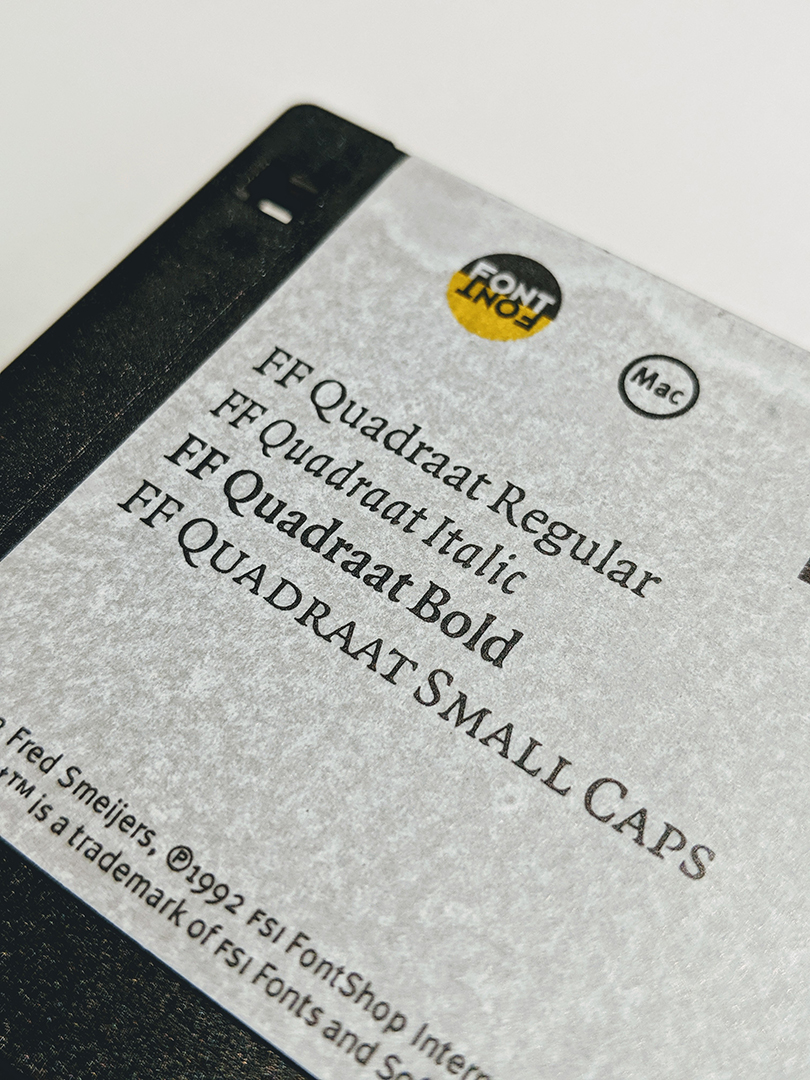 FONT
FONT
Mac
FF Quadraat Regular
FF Quadraat Italic
FF Quadraat Bold
FF QUADRAAT SMALL CAPS
Fred Smeijers, ℗1992 FSI FontShop
™ is a trademark of FSI Fonts and